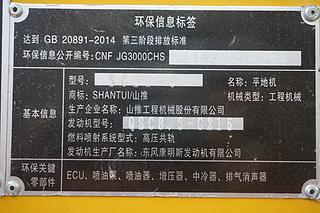 环保信息标签
达到 GB 20891-2014 第三阶段排放标准
环保信息公开编号: CNF JG3000CHS
基本信息
型号: 名称: 平地机
商标: SHANTUI/山推 机械类型: 工程机械
生产企业名称: 山推工程机械股份有限公司
发动机型号:
燃料喷射系统型式: 高压共轨
发动机生产厂名称: 东风康明斯发动机有限公司
环保关键零部件
ECU、喷油泵、喷油器、增压器、中冷器、排气消声器